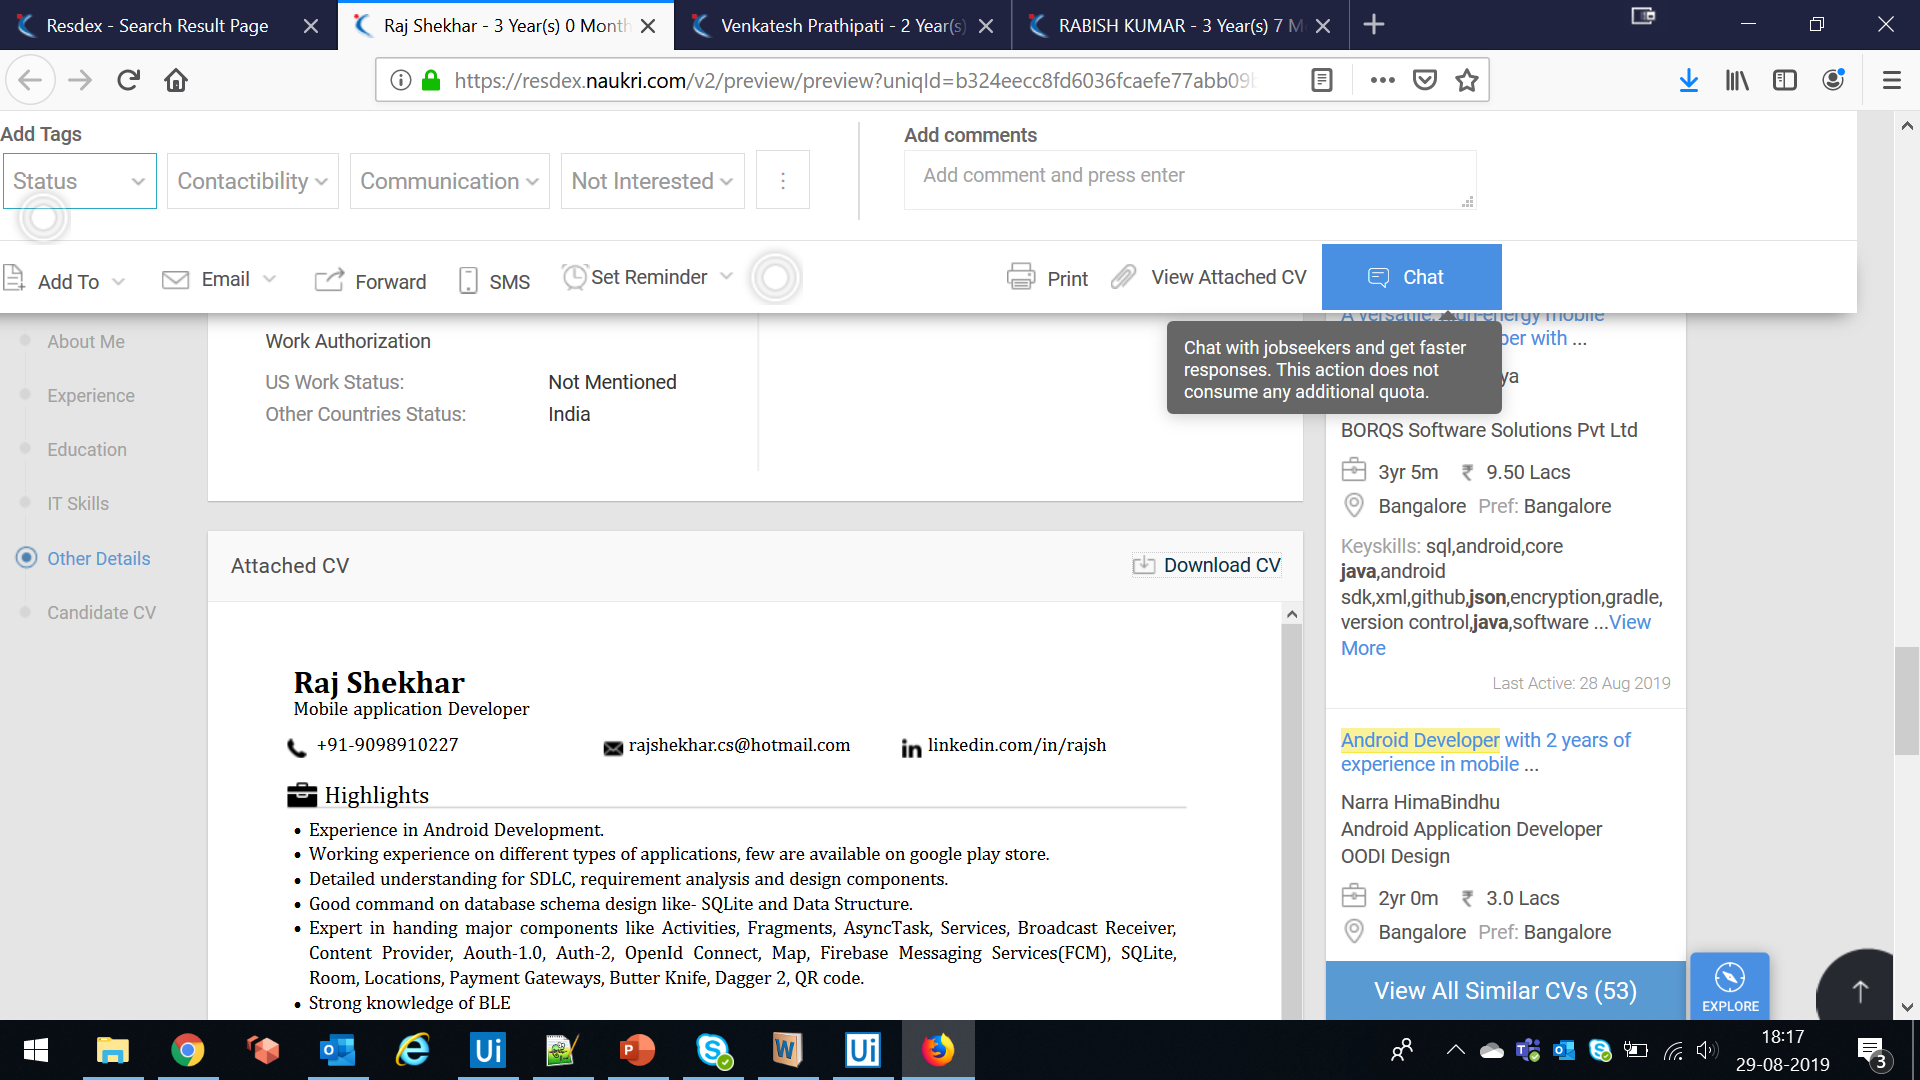 Resdex - Search Result Page
Raj Shekhar - 3 Year(s) 0 Month
Venkatesh Prathipati - 2 Year(s)
RABISH KUMAR - 3 Year(s) 7 M
https://resdex.naukri.com/v2/preview/preview?uniqId=b324eecc8fd6036fcaefe77abb09
Add Tags
Add comments
Status
Contactibility
Communication
Not Interested
Add comment and press enter
Add To
Email
Forward
SMS
Set Reminder
Print
View Attached CV
Chat
Chat with jobseekers and get faster
responses. This action does not
consume any additional quota.
About Me
Experience
Education
IT Skills
Other Details
Candidate CV
Work Authorization
US Work Status: Not Mentioned
Other Countries Status: India
Attached CV
Download CV
Raj Shekhar
Mobile application Developer
+91-9098910227
rajshekhar.cs@hotmail.com
in linkedin.com/in/rajsh
Highlights
• Experience in Android Development.
• Working experience on different types of applications, few are available on google play store.
• Detailed understanding for SDLC, requirement analysis and design components.
• Good command on database schema design like- SQLite and Data Structure.
• Expert in handing major components like Activities, Fragments, AsyncTask, Services, Broadcast Receiver,
Content Provider, Aouth-1.0, Auth-2, OpenId Connect, Map, Firebase Messaging Services(FCM), SQLite,
Room, Locations, Payment Gateways, Butter Knife, Dagger 2, QR code.
• Strong knowledge of BLE
A versatile, high-energy mobile
per with ...
ya
BORQS Software Solutions Pvt Ltd
3yr 5m ₹ 9.50 Lacs
Bangalore Pref: Bangalore
Keyskills: sql,android,core
java,android
sdk,xml,github,json,encryption,gradle,
version control,java,software ...View
More
Last Active: 28 Aug 2019
Android Developer with 2 years of
experience in mobile ...
Narra HimaBindhu
Android Application Developer
OODI Design
2yr 0m ₹ 3.0 Lacs
Bangalore Pref: Bangalore
View All Similar CVs (53)
EXPLORE
Ui
P
S
W
Ui
18:17
29-08-2019
3